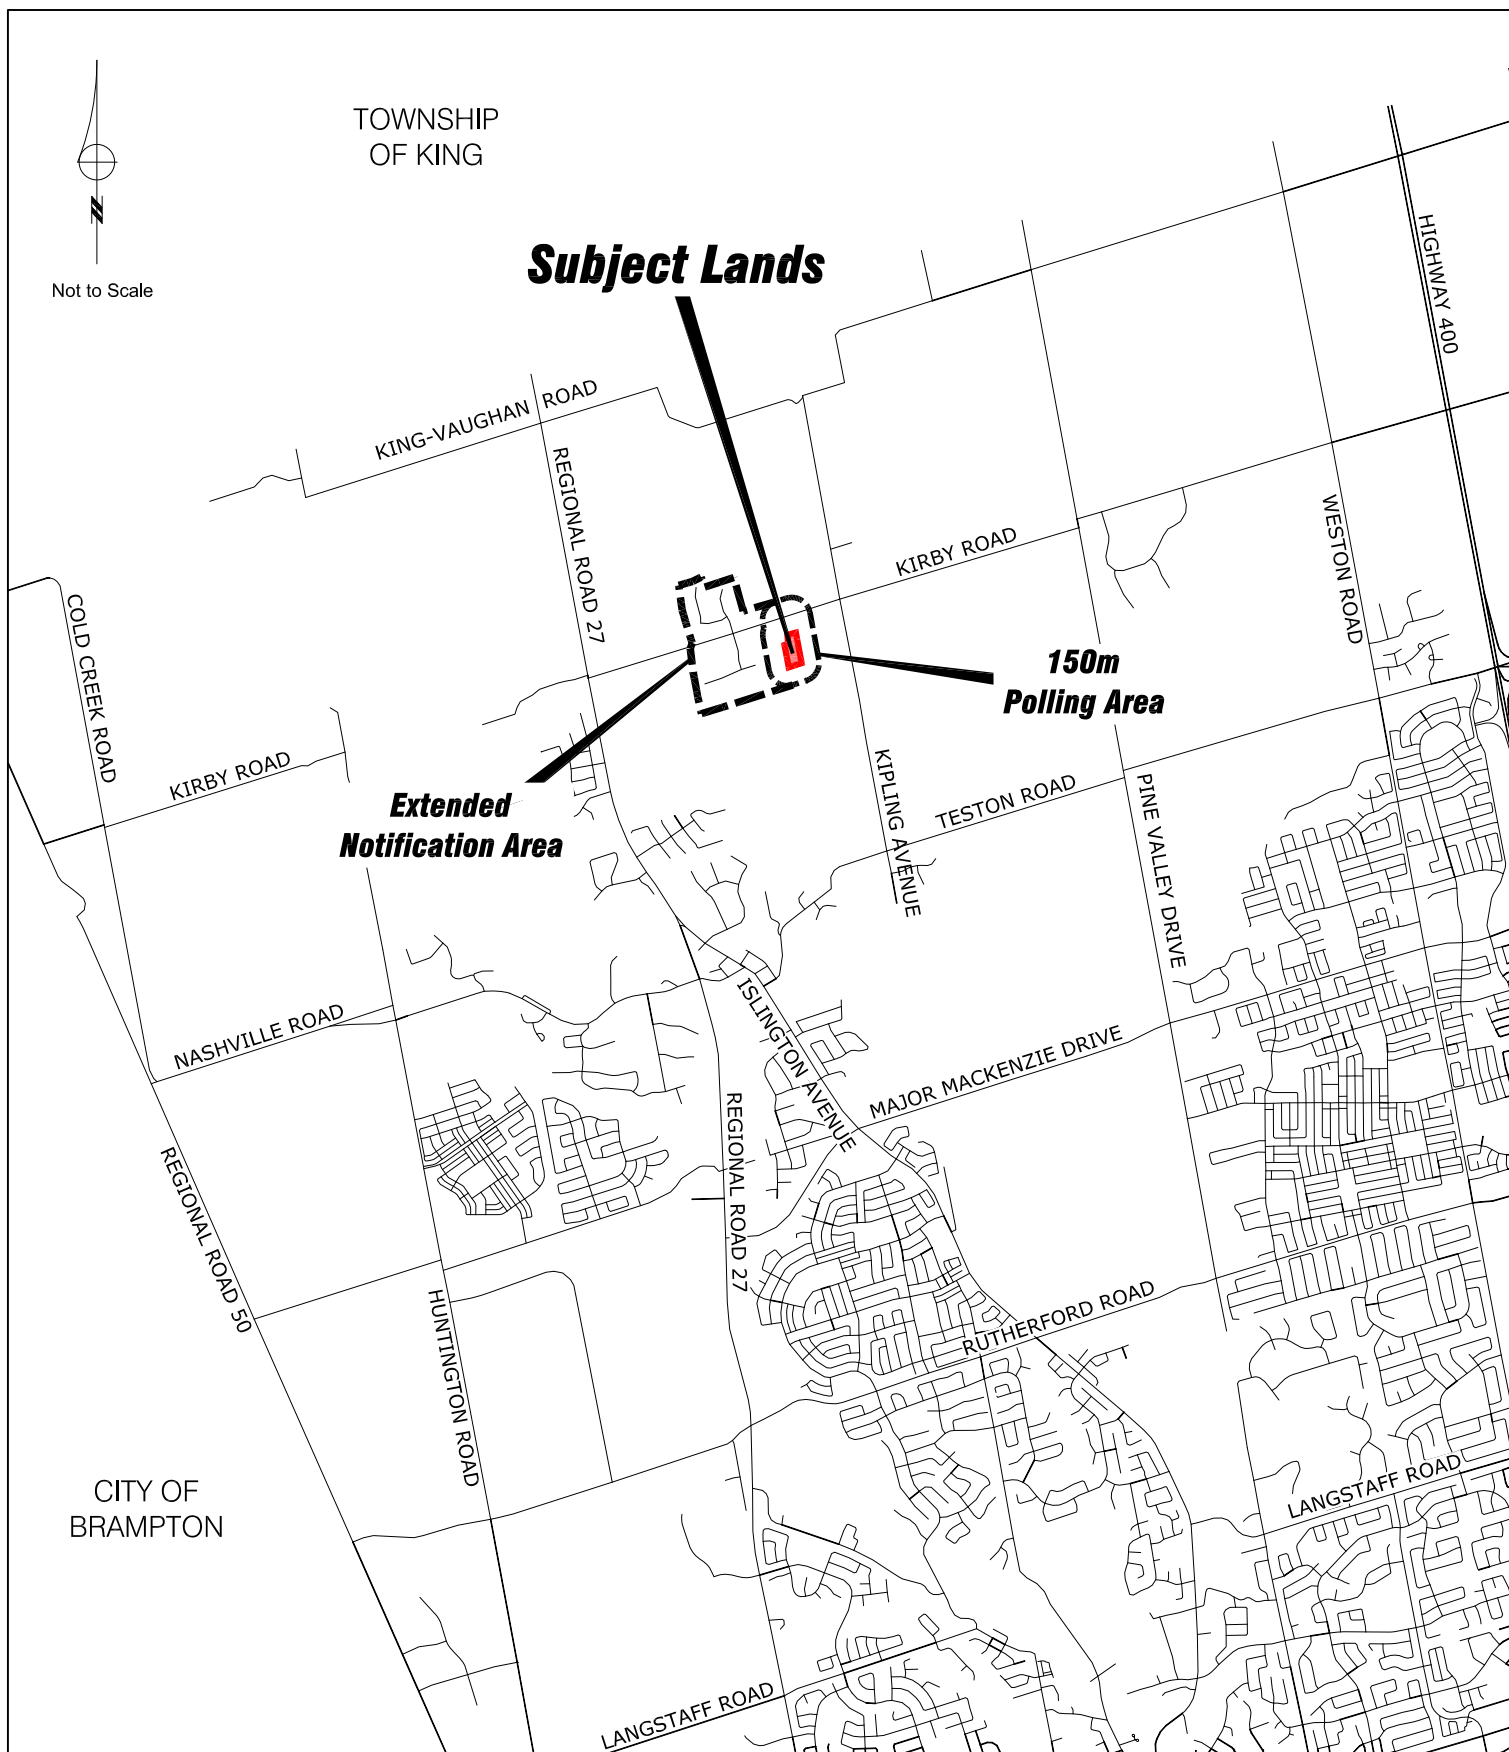 TOWNSHIP
OF KING
Not to Scale
Subject Lands
HIGHWAY 400
KING-VAUGHAN ROAD
REGIONAL ROAD 27
WESTON ROAD
KIRBY ROAD
COLD CREEK ROAD
150m
Polling Area
KIRBY ROAD
Extended
Notification Area
KIPLING AVENUE
TESTON ROAD
PINE VALLEY DRIVE
NASHVILLE ROAD
ISLINGTON AVENUE
MAJOR MACKENZIE DRIVE
REGIONAL ROAD 27
REGIONAL ROAD 50
HUNTINGTON ROAD
RUTHERFORD ROAD
CITY OF
BRAMPTON
LANGSTAFF ROAD
LANGSTAFF ROAD